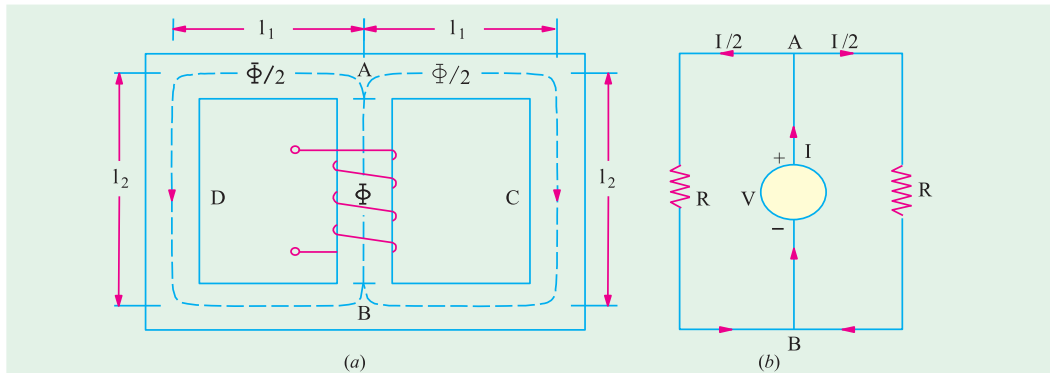 l₁ l₁
I/2 A I/2
Φ/2 A Φ/2
l₂ D Φ C l₂
+ I
R V R
−
B
B
(a) (b)